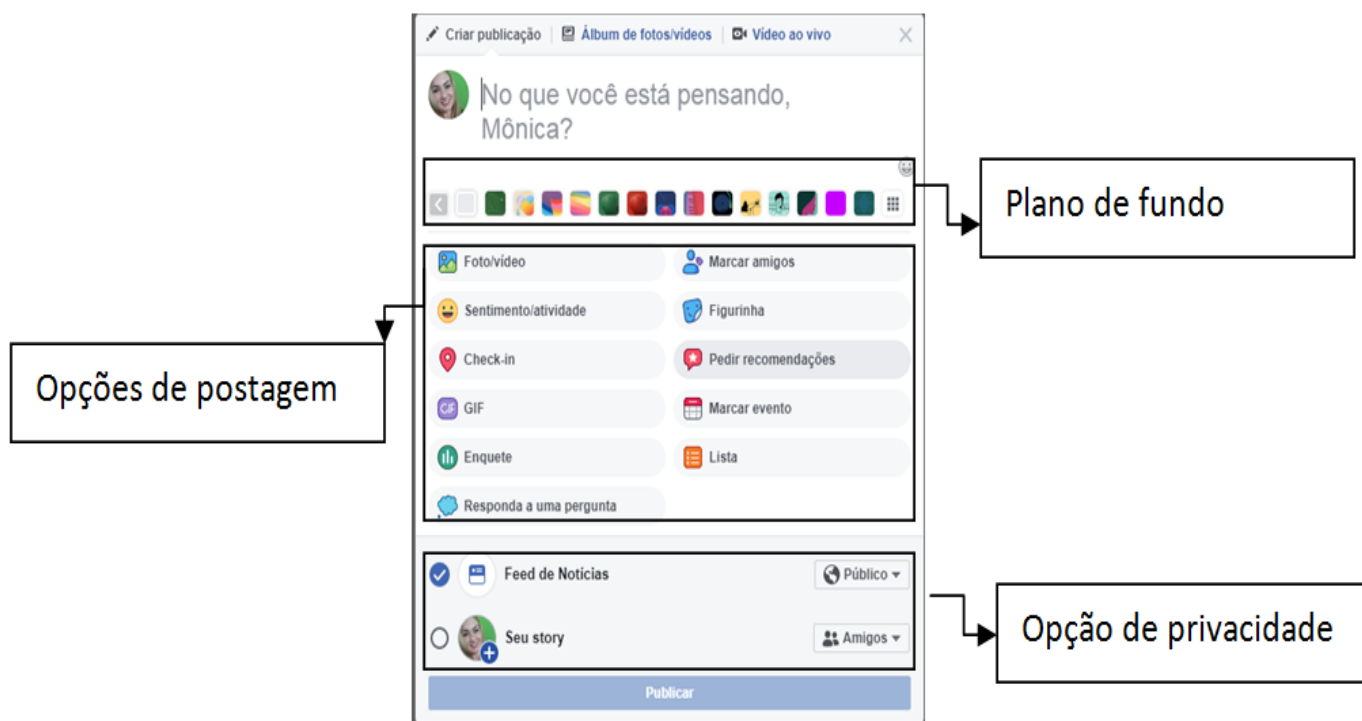 Criar publicação Álbum de fotos/vídeos Vídeo ao vivo
No que você está pensando,
Mônica?
Plano de fundo
Foto/vídeo Marcar amigos
Sentimento/atividade Figurinha
Check-in Pedir recomendações
Opções de postagem
GIF GIF Marcar evento
Enquete Lista
Responda a uma pergunta
Feed de Notícias Público
Opção de privacidade
Seu story Amigos
Publicar